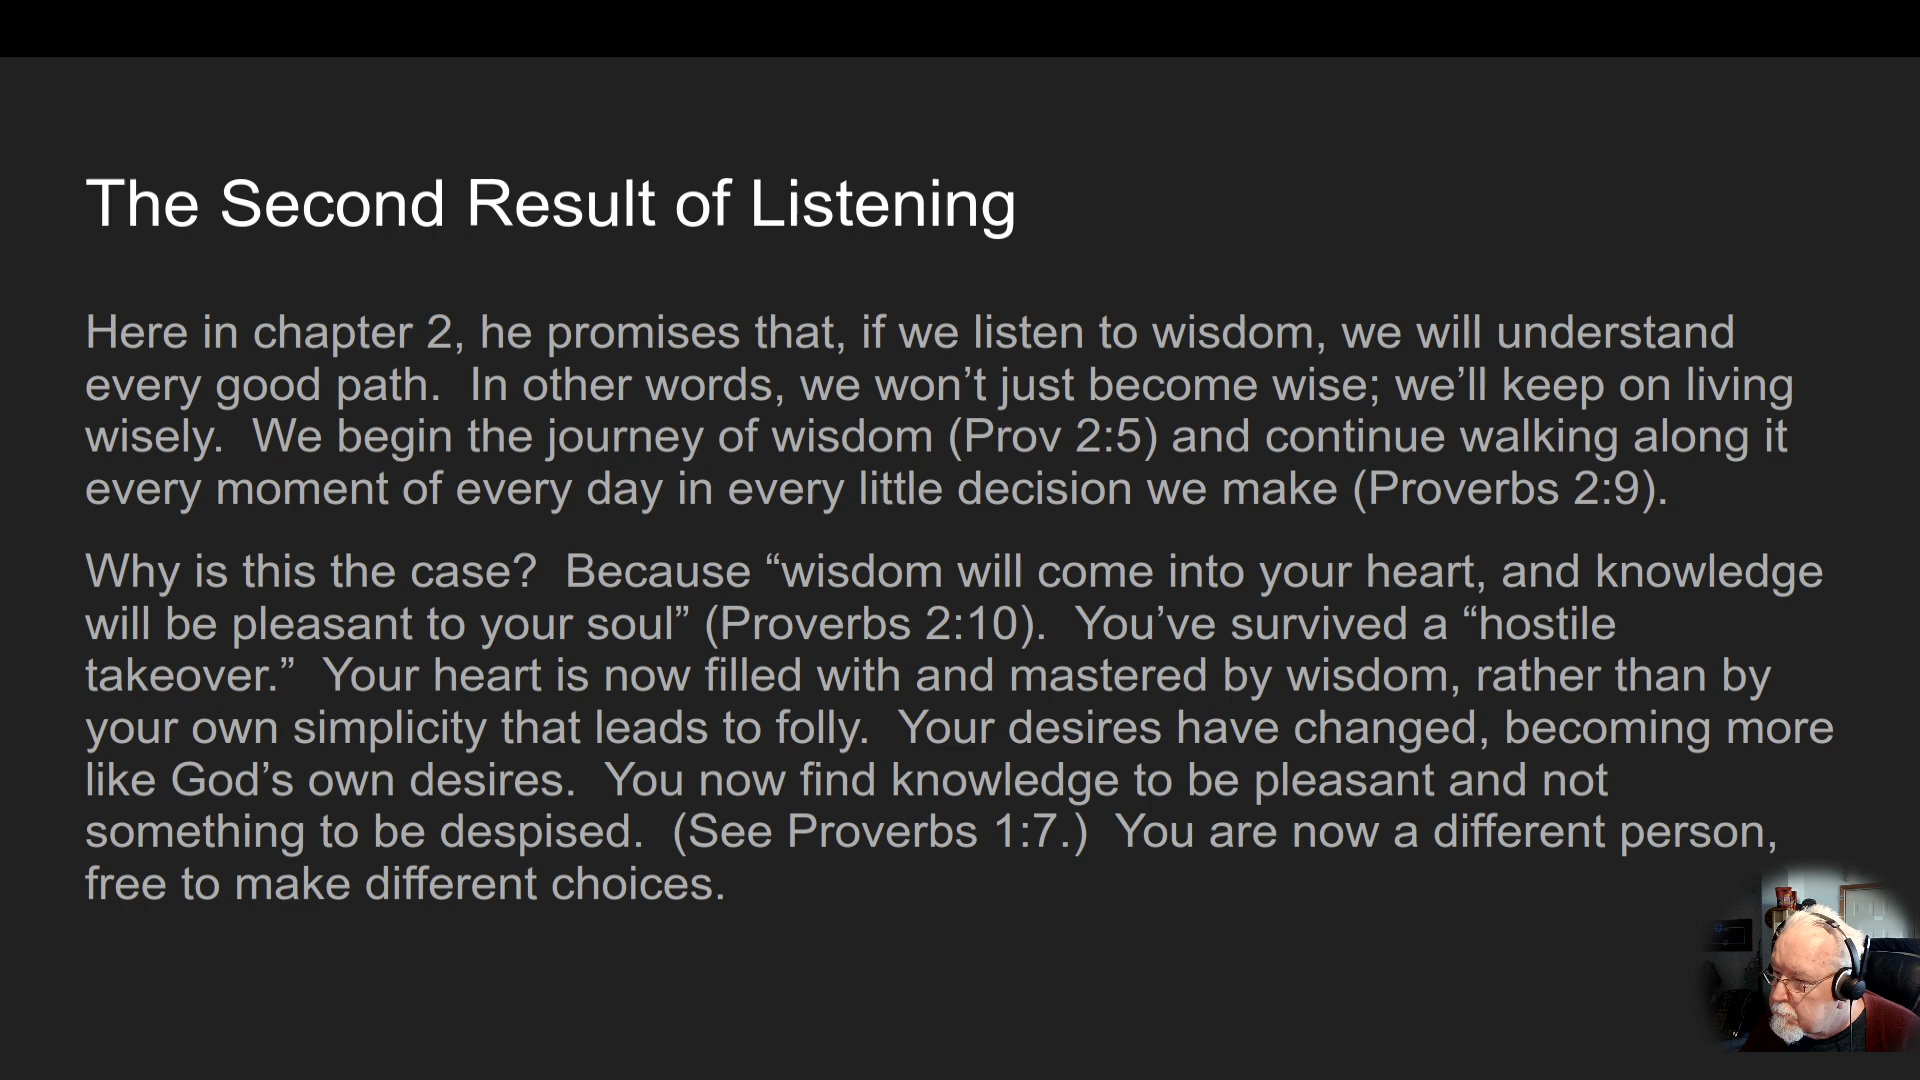 The Second Result of Listening
Here in chapter 2, he promises that, if we listen to wisdom, we will understand
every good path.  In other words, we won’t just become wise; we’ll keep on living
wisely.  We begin the journey of wisdom (Prov 2:5) and continue walking along it
every moment of every day in every little decision we make (Proverbs 2:9).
Why is this the case?  Because “wisdom will come into your heart, and knowledge
will be pleasant to your soul” (Proverbs 2:10).  You’ve survived a “hostile
takeover.”  Your heart is now filled with and mastered by wisdom, rather than by
your own simplicity that leads to folly.  Your desires have changed, becoming more
like God’s own desires.  You now find knowledge to be pleasant and not
something to be despised.  (See Proverbs 1:7.)  You are now a different person,
free to make different choices.